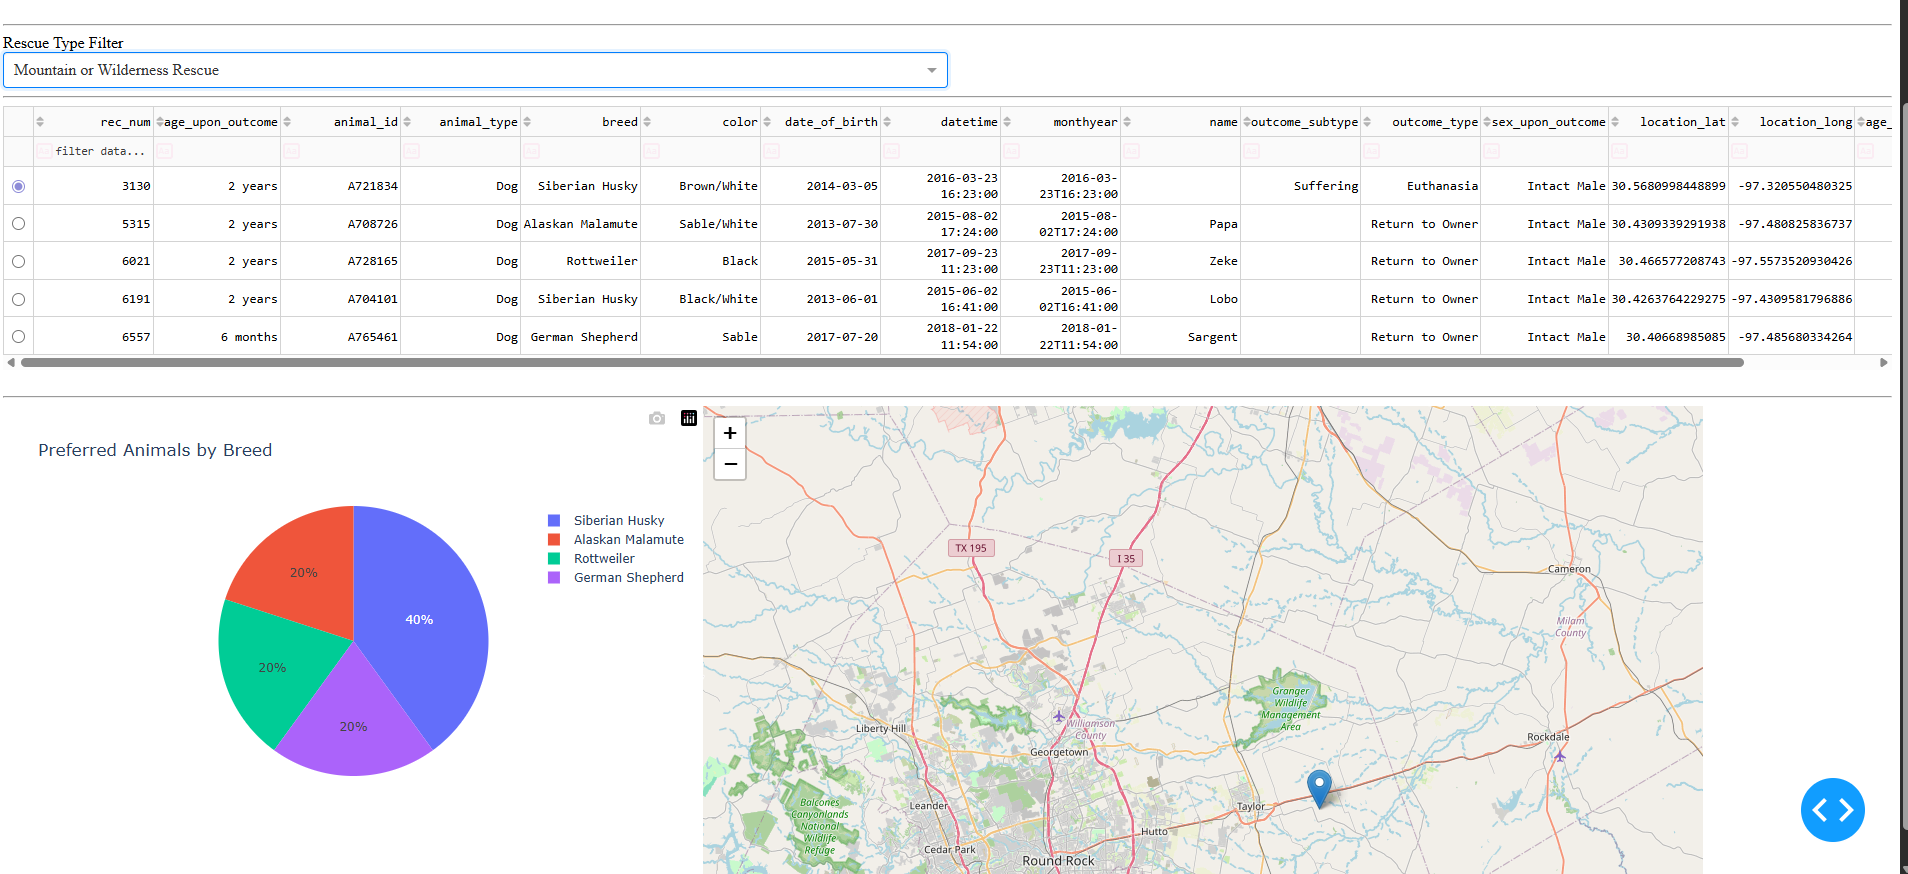 Rescue Type Filter
Mountain or Wilderness Rescue
rec_num age_upon_outcome animal_id animal_type breed color date_of_birth datetime monthyear name outcome_subtype outcome_type sex_upon_outcome location_lat location_long age_
filter data...
3130 2 years A721834 Dog Siberian Husky Brown/White 2014-03-05 2016-03-23 16:23:00 2016-03-23T16:23:00 Suffering Euthanasia Intact Male 30.5680998448899 -97.320550480325
5315 2 years A708726 Dog Alaskan Malamute Sable/White 2013-07-30 2015-08-02 17:24:00 2015-08-02T17:24:00 Papa Return to Owner Intact Male 30.4309339291938 -97.480825836737
6021 2 years A728165 Dog Rottweiler Black 2015-05-31 2017-09-23 11:23:00 2017-09-23T11:23:00 Zeke Return to Owner Intact Male 30.466577208743 -97.5573520930426
6191 2 years A704101 Dog Siberian Husky Black/White 2013-06-01 2015-06-02 16:41:00 2015-06-02T16:41:00 Lobo Return to Owner Intact Male 30.4263764229275 -97.4309581796886
6557 6 months A765461 Dog German Shepherd Sable 2017-07-20 2018-01-22 11:54:00 2018-01-22T11:54:00 Sargent Return to Owner Intact Male 30.40668985085 -97.485680334264
Preferred Animals by Breed
Siberian Husky
Alaskan Malamute
Rottweiler
German Shepherd
20%
40%
20%
20%
+
−
TX 195
I 35
Cameron
Milam
County
Granger
Wildlife
Management
Area
Liberty Hill
Williamson
County
Georgetown
Rockdale
Balcones
Canyonlands
National
Wildlife
Refuge
Leander
Taylor
Hutto
Cedar Park
Round Rock